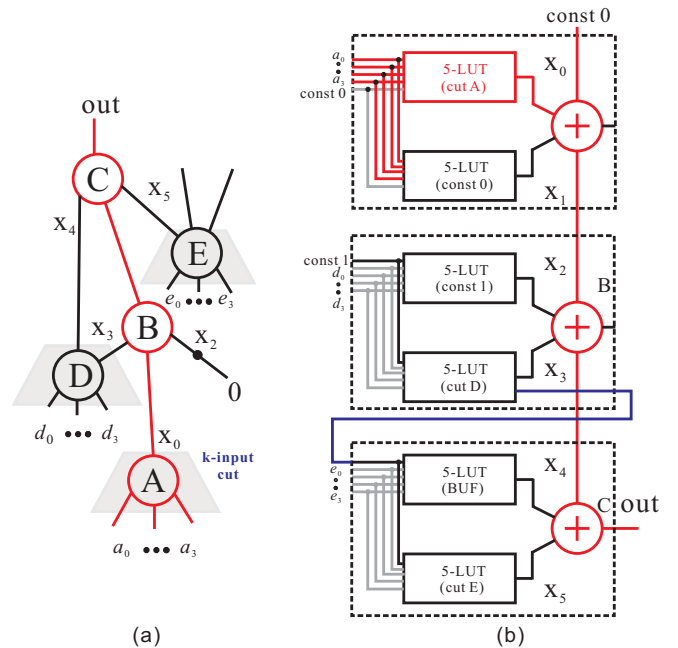 out
C
x₅
x₄
E
e₀ ••• e₃
B
x₃
x₂
D
0
d₀ ••• d₃
x₀
k-input
cut
A
a₀ ••• a₃
(a)
const 0
a₀
a₃
const 0
5-LUT
(cut A)
x₀
5-LUT
(const 0)
x₁
const 1
d₀
d₃
5-LUT
(const 1)
x₂
B
5-LUT
(cut D)
x₃
e₀
e₃
5-LUT
(BUF)
x₄
C out
5-LUT
(cut E)
x₅
(b)